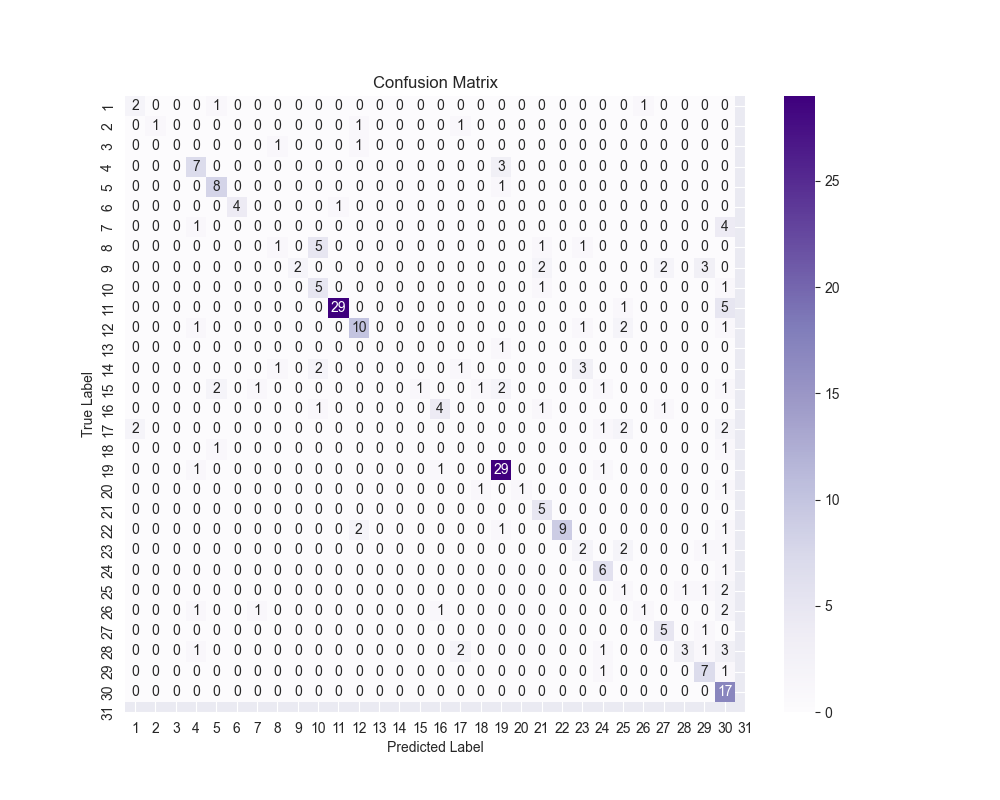 Confusion Matrix
1 2 0 0 0 1 0 0 0 0 0 0 0 0 0 0 0 0 0 0 0 0 0 0 0 0 1 0 0 0 0
2 0 1 0 0 0 0 0 0 0 0 0 1 0 0 0 0 1 0 0 0 0 0 0 0 0 0 0 0 0 0
3 0 0 0 0 0 0 0 1 0 0 0 1 0 0 0 0 0 0 0 0 0 0 0 0 0 0 0 0 0 0
4 0 0 0 7 0 0 0 0 0 0 0 0 0 0 0 0 0 0 3 0 0 0 0 0 0 0 0 0 0 0
5 0 0 0 0 8 0 0 0 0 0 0 0 0 0 0 0 0 0 1 0 0 0 0 0 0 0 0 0 0 0
25
6 0 0 0 0 0 4 0 0 0 0 1 0 0 0 0 0 0 0 0 0 0 0 0 0 0 0 0 0 0 0
7 0 0 0 1 0 0 0 0 0 0 0 0 0 0 0 0 0 0 0 0 0 0 0 0 0 0 0 0 0 4
8 0 0 0 0 0 0 0 1 0 5 0 0 0 0 0 0 0 0 0 0 1 0 1 0 0 0 0 0 0 0
9 0 0 0 0 0 0 0 0 2 0 0 0 0 0 0 0 0 0 0 0 2 0 0 0 0 0 2 0 3 0
10 0 0 0 0 0 0 0 0 0 5 0 0 0 0 0 0 0 0 0 0 1 0 0 0 0 0 0 0 0 1
20
11 0 0 0 0 0 0 0 0 0 0 29 0 0 0 0 0 0 0 0 0 0 0 0 0 1 0 0 0 0 5
12 0 0 0 1 0 0 0 0 0 0 0 10 0 0 0 0 0 0 0 0 0 0 1 0 2 0 0 0 0 1
13 0 0 0 0 0 0 0 0 0 0 0 0 0 0 0 0 0 0 1 0 0 0 0 0 0 0 0 0 0 0
14 0 0 0 0 0 0 0 1 0 2 0 0 0 0 0 0 1 0 0 0 0 0 3 0 0 0 0 0 0 0
15 0 0 0 0 2 0 1 0 0 0 0 0 0 0 1 0 0 1 2 0 0 0 0 1 0 0 0 0 0 1
15
True Label
16 0 0 0 0 0 0 0 0 0 1 0 0 0 0 0 4 0 0 0 0 1 0 0 0 0 0 1 0 0 0
17 2 0 0 0 0 0 0 0 0 0 0 0 0 0 0 0 0 0 0 0 0 0 0 1 2 0 0 0 0 2
18 0 0 0 0 1 0 0 0 0 0 0 0 0 0 0 0 0 0 0 0 0 0 0 0 0 0 0 0 0 1
19 0 0 0 1 0 0 0 0 0 0 0 0 0 0 0 1 0 0 29 0 0 0 0 1 0 0 0 0 0 0
20 0 0 0 0 0 0 0 0 0 0 0 0 0 0 0 0 0 1 0 1 0 0 0 0 0 0 0 0 0 1
10
21 0 0 0 0 0 0 0 0 0 0 0 0 0 0 0 0 0 0 0 0 5 0 0 0 0 0 0 0 0 0
22 0 0 0 0 0 0 0 0 0 0 0 2 0 0 0 0 0 0 1 0 0 9 0 0 0 0 0 0 0 1
23 0 0 0 0 0 0 0 0 0 0 0 0 0 0 0 0 0 0 0 0 0 0 2 0 2 0 0 0 1 1
24 0 0 0 0 0 0 0 0 0 0 0 0 0 0 0 0 0 0 0 0 0 0 0 6 0 0 0 0 0 1
25 0 0 0 0 0 0 0 0 0 0 0 0 0 0 0 0 0 0 0 0 0 0 0 0 1 0 0 1 1 2
5
26 0 0 0 1 0 0 1 0 0 0 0 0 0 0 0 1 0 0 0 0 0 0 0 0 0 1 0 0 0 2
27 0 0 0 0 0 0 0 0 0 0 0 0 0 0 0 0 0 0 0 0 0 0 0 0 0 0 5 0 1 0
28 0 0 0 1 0 0 0 0 0 0 0 0 0 0 0 0 2 0 0 0 0 0 0 1 0 0 0 3 1 3
29 0 0 0 0 0 0 0 0 0 0 0 0 0 0 0 0 0 0 0 0 0 0 0 1 0 0 0 0 7 1
30 0 0 0 0 0 0 0 0 0 0 0 0 0 0 0 0 0 0 0 0 0 0 0 0 0 0 0 0 0 17
31
0
1 2 3 4 5 6 7 8 9 10 11 12 13 14 15 16 17 18 19 20 21 22 23 24 25 26 27 28 29 30 31
Predicted Label